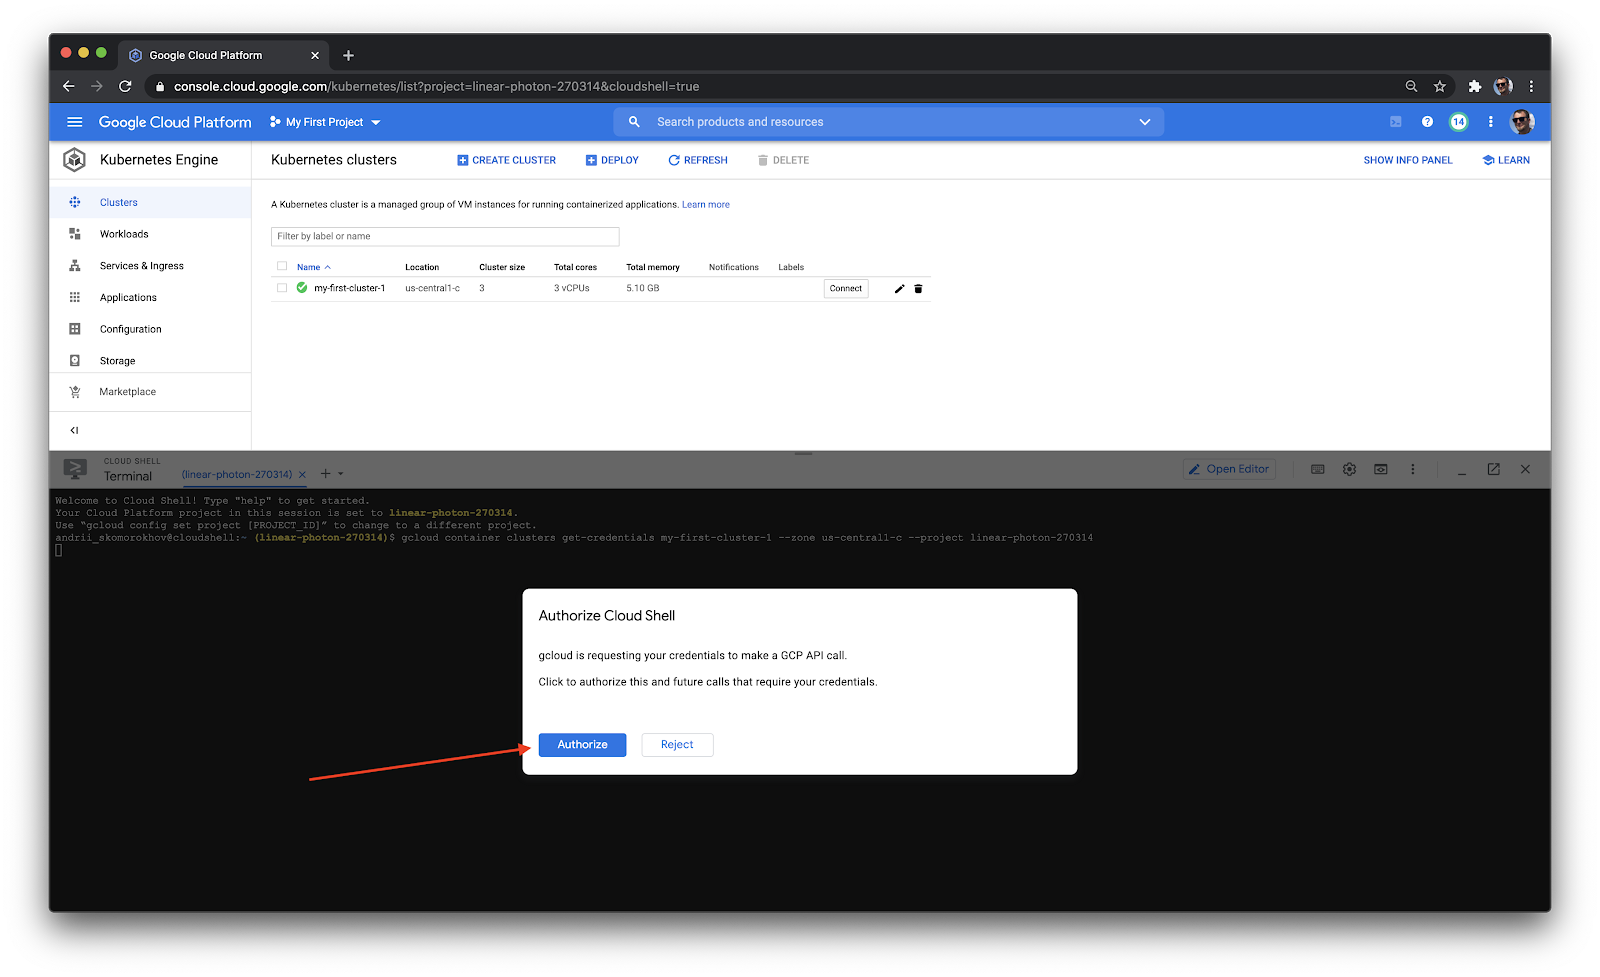 Google Cloud Platform
console.cloud.google.com/kubernetes/list?project=linear-photon-270314&cloudshell=true
Google Cloud Platform My First Project Search products and resources 14
Kubernetes Engine
Kubernetes clusters CREATE CLUSTER DEPLOY REFRESH DELETE SHOW INFO PANEL LEARN
Clusters
Workloads
Services & Ingress
Applications
Configuration
Storage
Marketplace
A Kubernetes cluster is a managed group of VM instances for running containerized applications. Learn more
Filter by label or name
Name Location Cluster size Total cores Total memory Notifications Labels
my-first-cluster-1 us-central1-c 3 3 vCPUs 5.10 GB Connect
CLOUD SHELL
Terminal (linear-photon-270314) Open Editor
Welcome to Cloud Shell! Type "help" to get started.
Your Cloud Platform project in this session is set to linear-photon-270314.
Use “gcloud config set project [PROJECT_ID]” to change to a different project.
andrii_skomorokhov@cloudshell:~ (linear-photon-270314)$ gcloud container clusters get-credentials my-first-cluster-1 --zone us-central1-c --project linear-photon-270314
Authorize Cloud Shell
gcloud is requesting your credentials to make a GCP API call.
Click to authorize this and future calls that require your credentials.
Authorize Reject